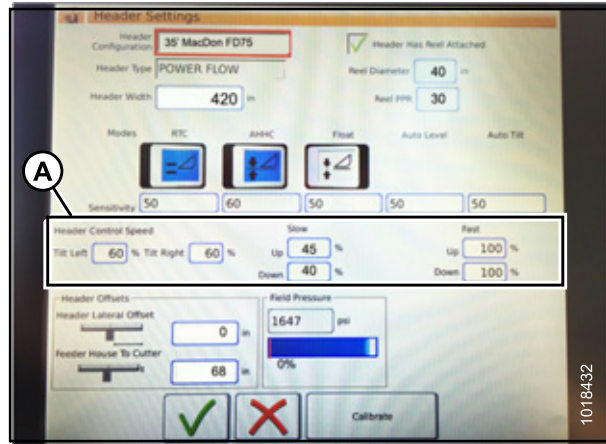 Header Settings
Header Configuration 35' MacDon FD75
Header Has Reel Attached
Header Type POWER FLOW
Reel Diameter 40 in
Header Width 420 in
Reel PPR 30
Modes RTC AHHC Float Auto Level Auto Tilt
A
Sensitivity 50 60 50 50 50
Header Control Speed Slow Fast
Tilt Left 60 % Tilt Right 60 % Up 45 % Up 100 %
Down 40 % Down 100 %
Header Offsets Field Pressure
Header Lateral Offset
0 in
1647 psi
Feeder House To Cutter
68 in
0%
Calibrate
1018432